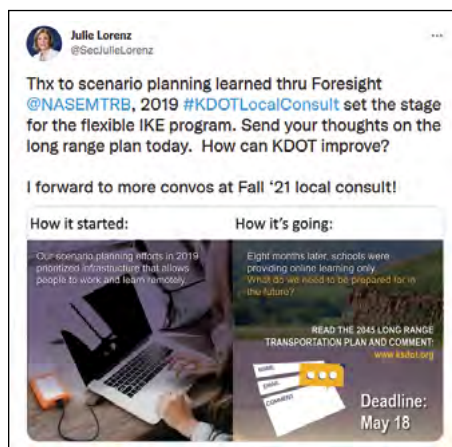 Julie Lorenz
@SecJulieLorenz
Thx to scenario planning learned thru Foresight
@NASEMTRB, 2019 #KDOTLocalConsult set the stage
for the flexible IKE program. Send your thoughts on the
long range plan today. How can KDOT improve?
I forward to more convos at Fall ‘21 local consult!
How it started:
How it’s going:
Our scenario planning efforts in 2019
prioritized infrastructure that allows
people to work and learn remotely.
Eight months later, schools were
providing online learning only.
What do we need to be prepared for in
the future?
READ THE 2045 LONG RANGE
TRANSPORTATION PLAN AND COMMENT:
www.ksdot.org
NAME
EMAIL
COMMENT
Deadline:
May 18